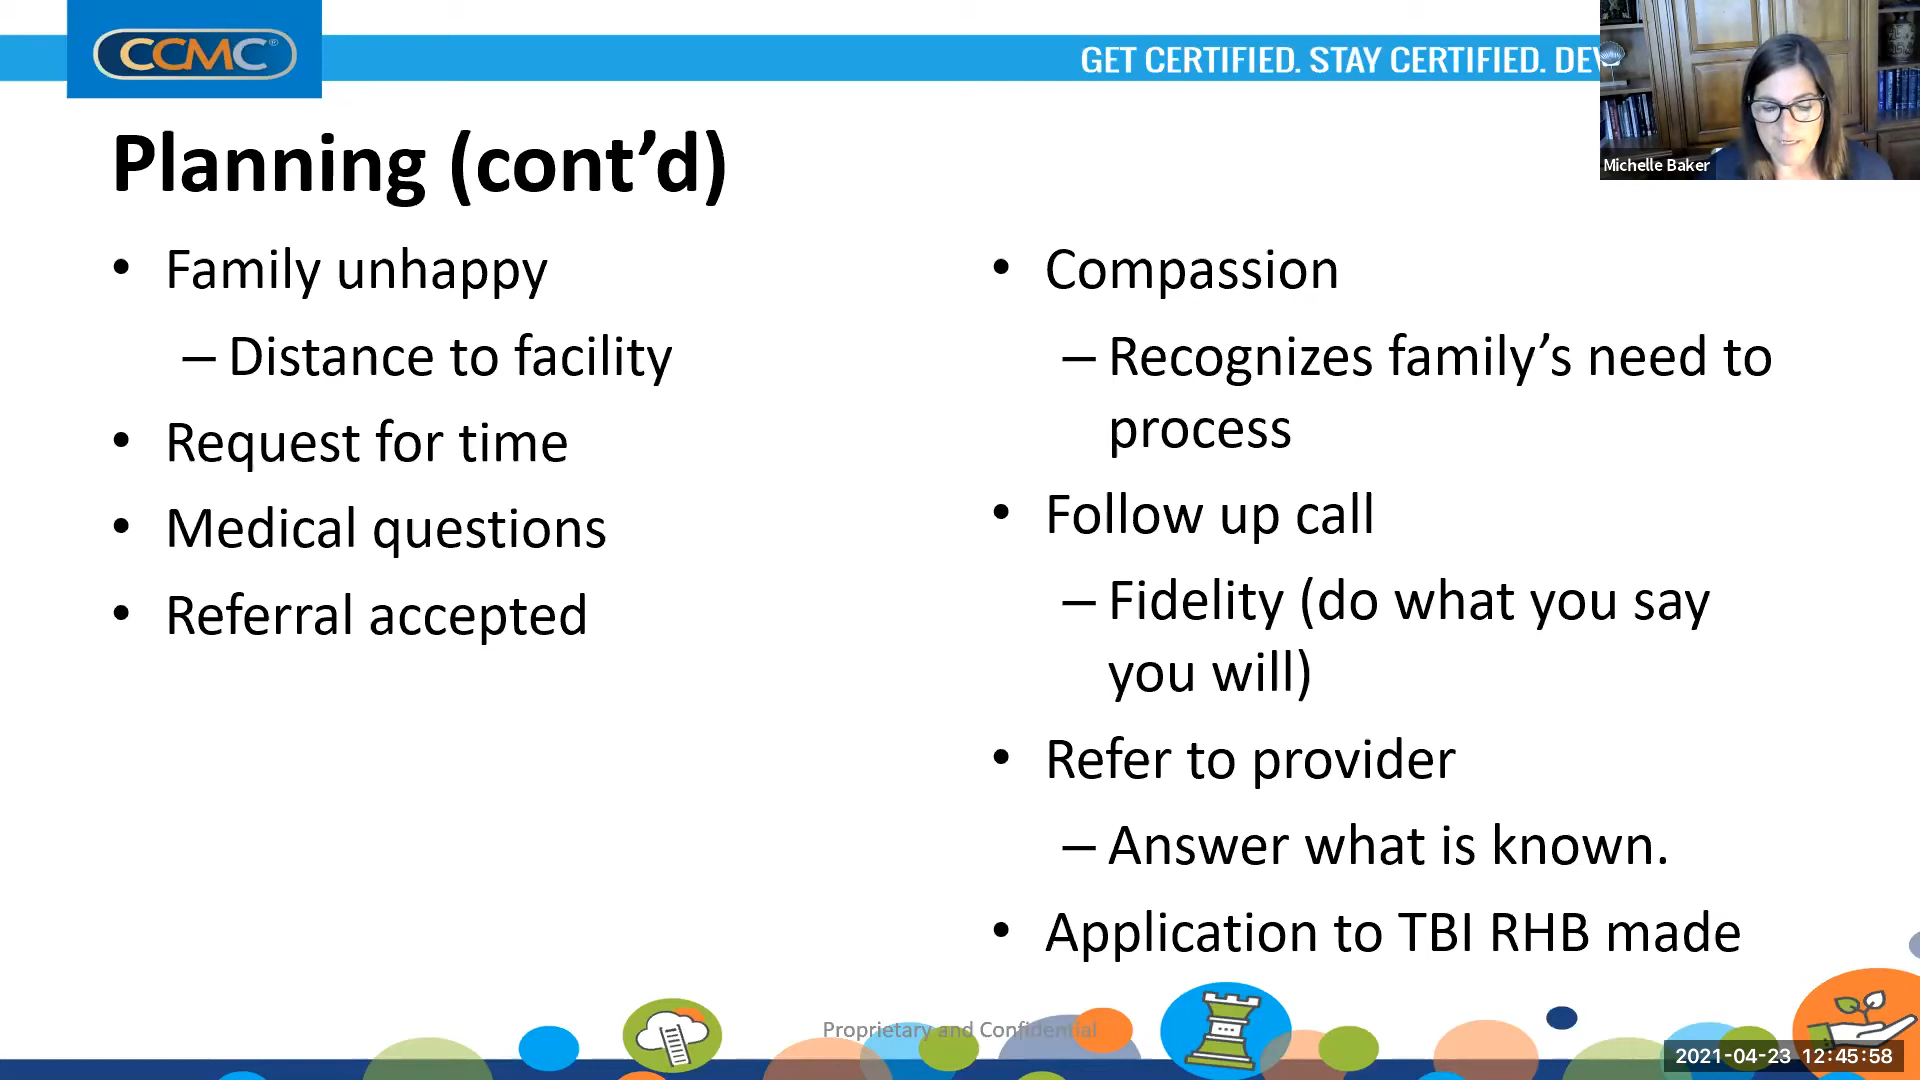 CCMC®
GET CERTIFIED. STAY CERTIFIED. DEV
Michelle Baker
Planning (cont’d)
• Family unhappy
– Distance to facility
• Request for time
• Medical questions
• Referral accepted
• Compassion
– Recognizes family’s need to
process
• Follow up call
– Fidelity (do what you say
you will)
• Refer to provider
– Answer what is known.
• Application to TBI RHB made
Proprietary and Confidential
2021-04-23 12:45:58